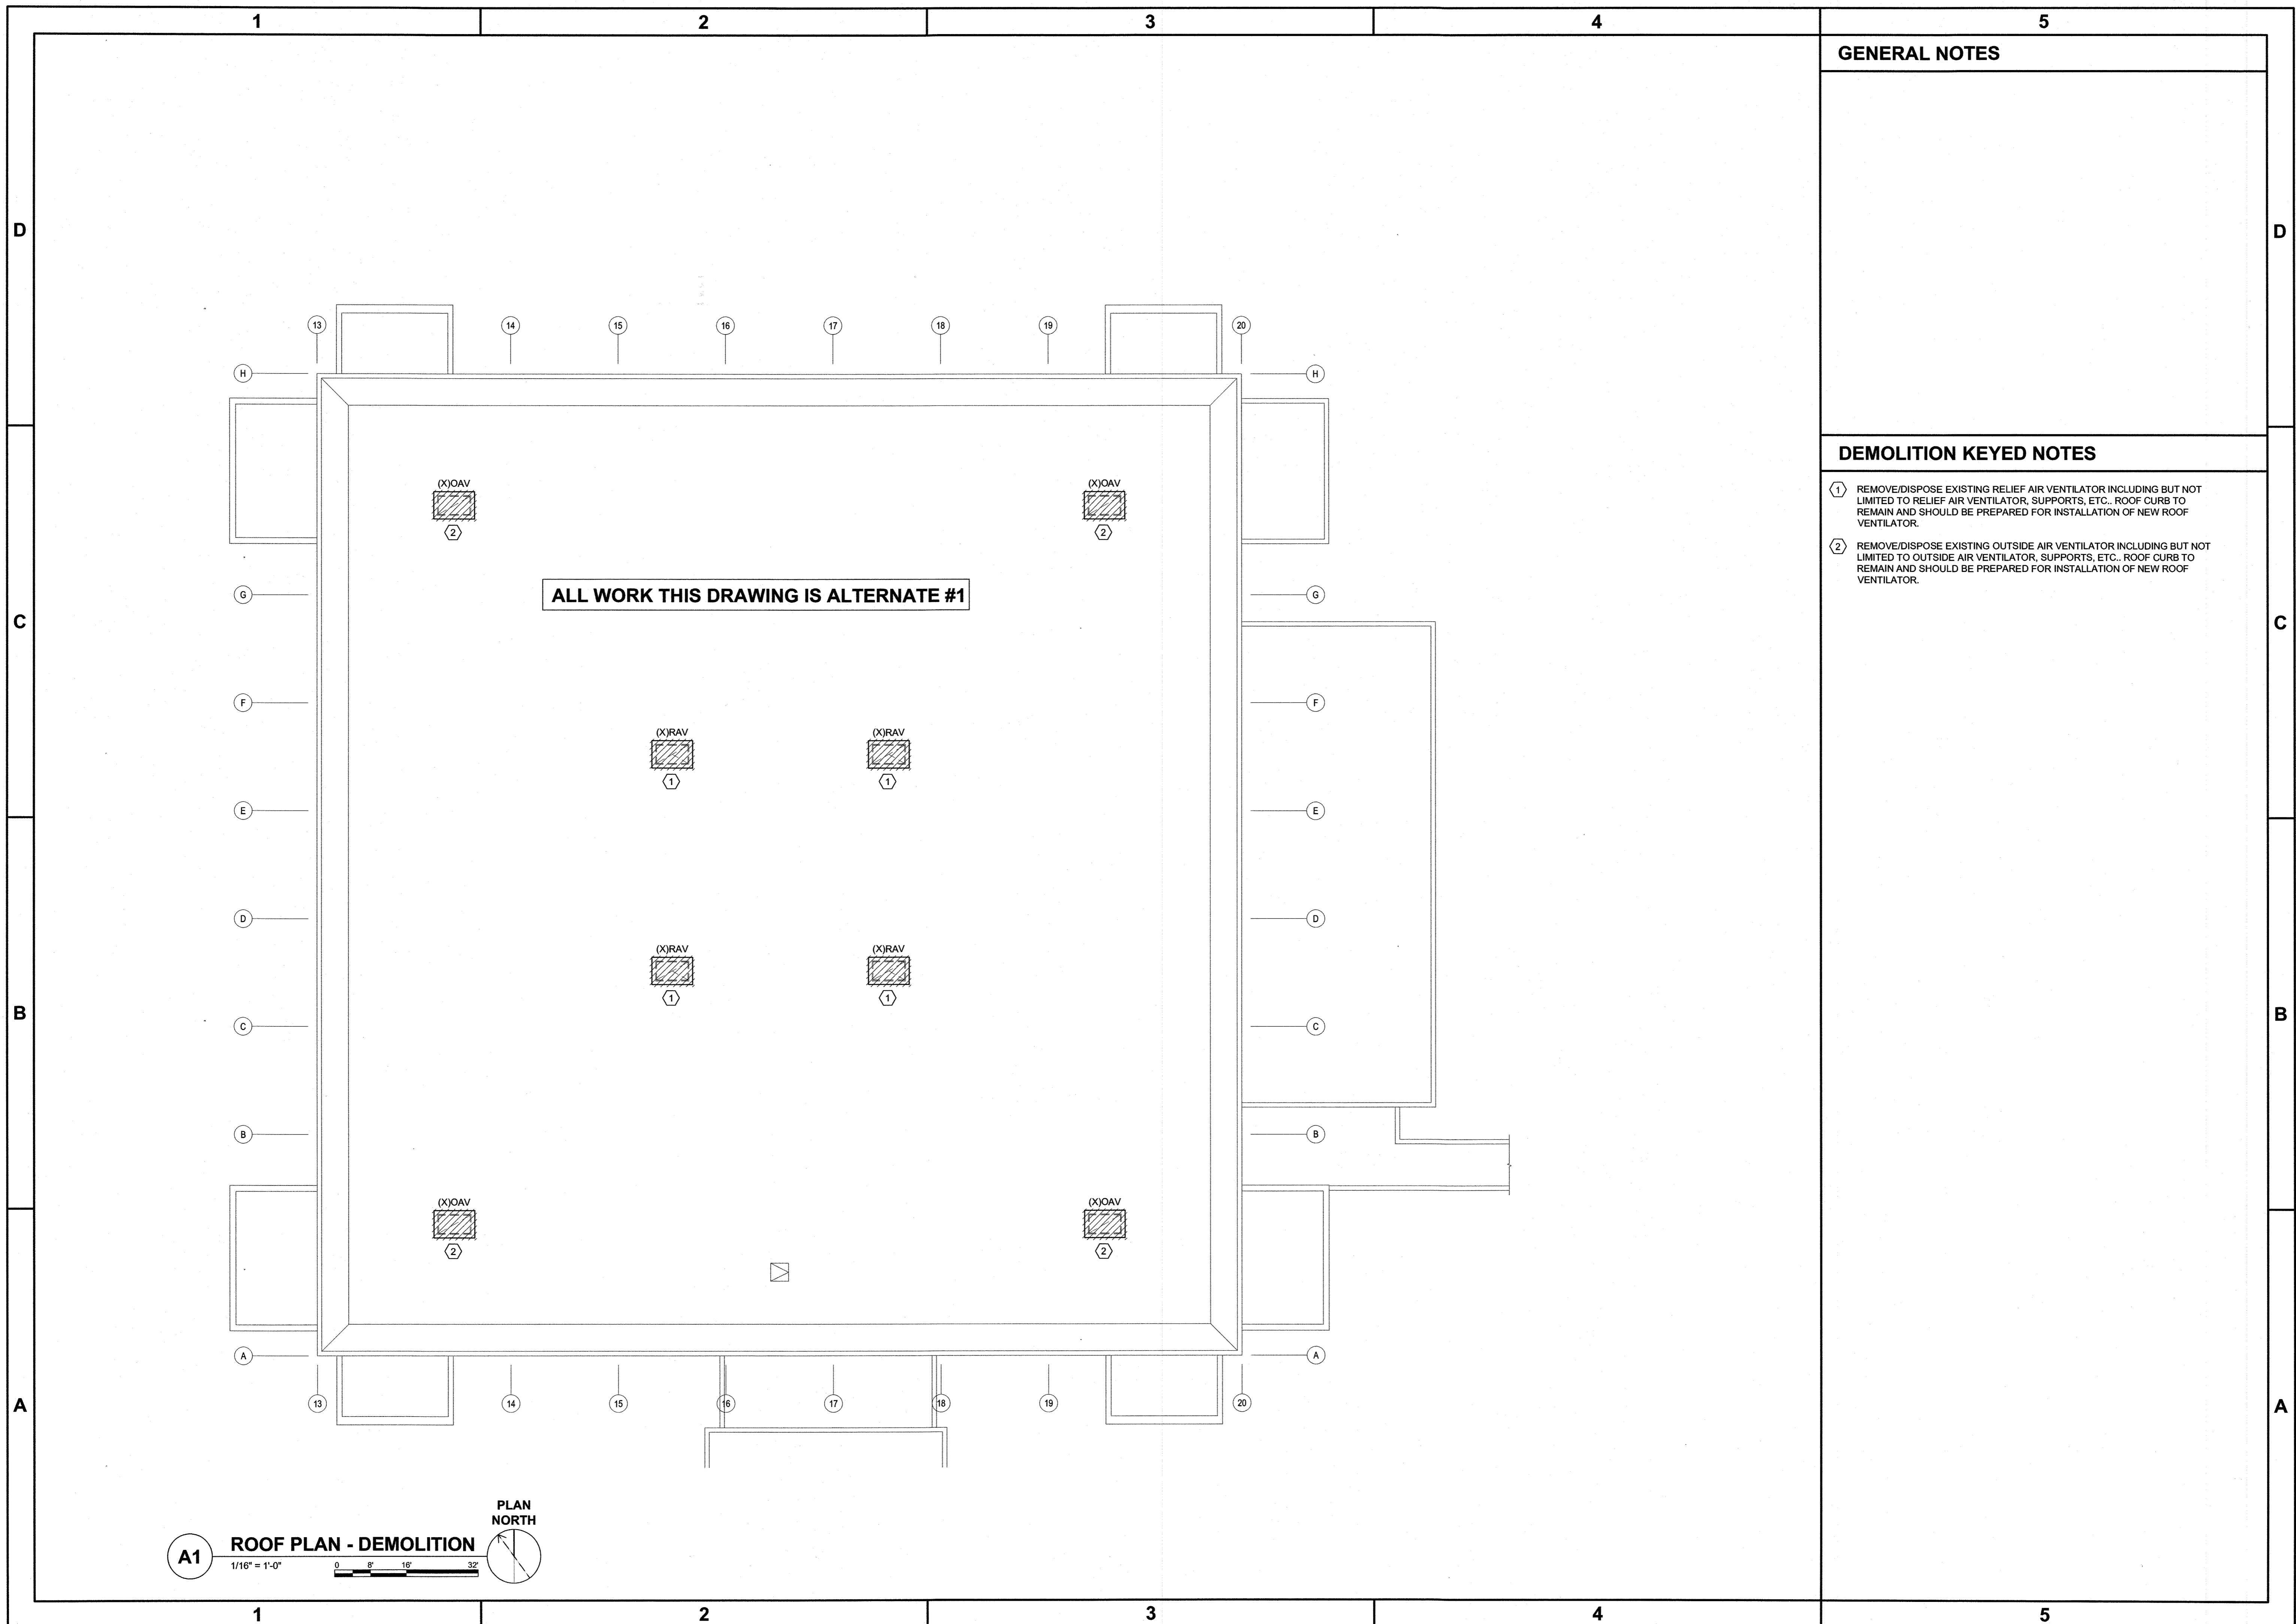 1 2 3 4 5
GENERAL NOTES
D D
13 14 15 16 17 18 19 20
H H
DEMOLITION KEYED NOTES
1 REMOVE/DISPOSE EXISTING RELIEF AIR VENTILATOR INCLUDING BUT NOT
LIMITED TO RELIEF AIR VENTILATOR, SUPPORTS, ETC.. ROOF CURB TO
REMAIN AND SHOULD BE PREPARED FOR INSTALLATION OF NEW ROOF
VENTILATOR.
2 REMOVE/DISPOSE EXISTING OUTSIDE AIR VENTILATOR INCLUDING BUT NOT
LIMITED TO OUTSIDE AIR VENTILATOR, SUPPORTS, ETC.. ROOF CURB TO
REMAIN AND SHOULD BE PREPARED FOR INSTALLATION OF NEW ROOF
VENTILATOR.
(X)OAV (X)OAV
2 2
G G
ALL WORK THIS DRAWING IS ALTERNATE #1
C C
F F
(X)RAV (X)RAV
1 1
E E
D D
(X)RAV (X)RAV
1 1
B B
C C
B B
(X)OAV (X)OAV
2 2
A A
13 14 15 16 17 18 19 20
A A
PLAN
NORTH
A1 ROOF PLAN - DEMOLITION
1/16" = 1'-0" 0 8' 16' 32'
1 2 3 4 5